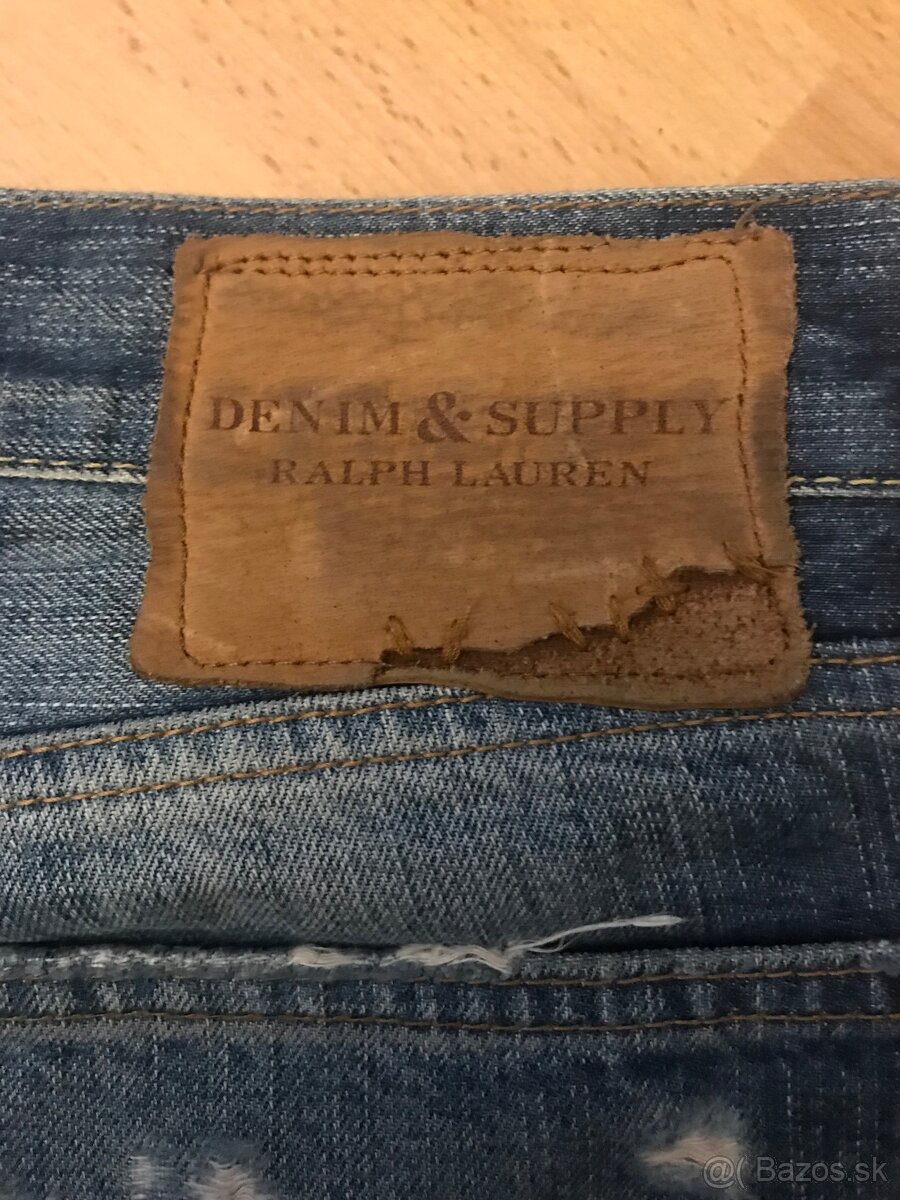 DENIM & SUPPLY
RALPH LAUREN
@( Bazos.sk